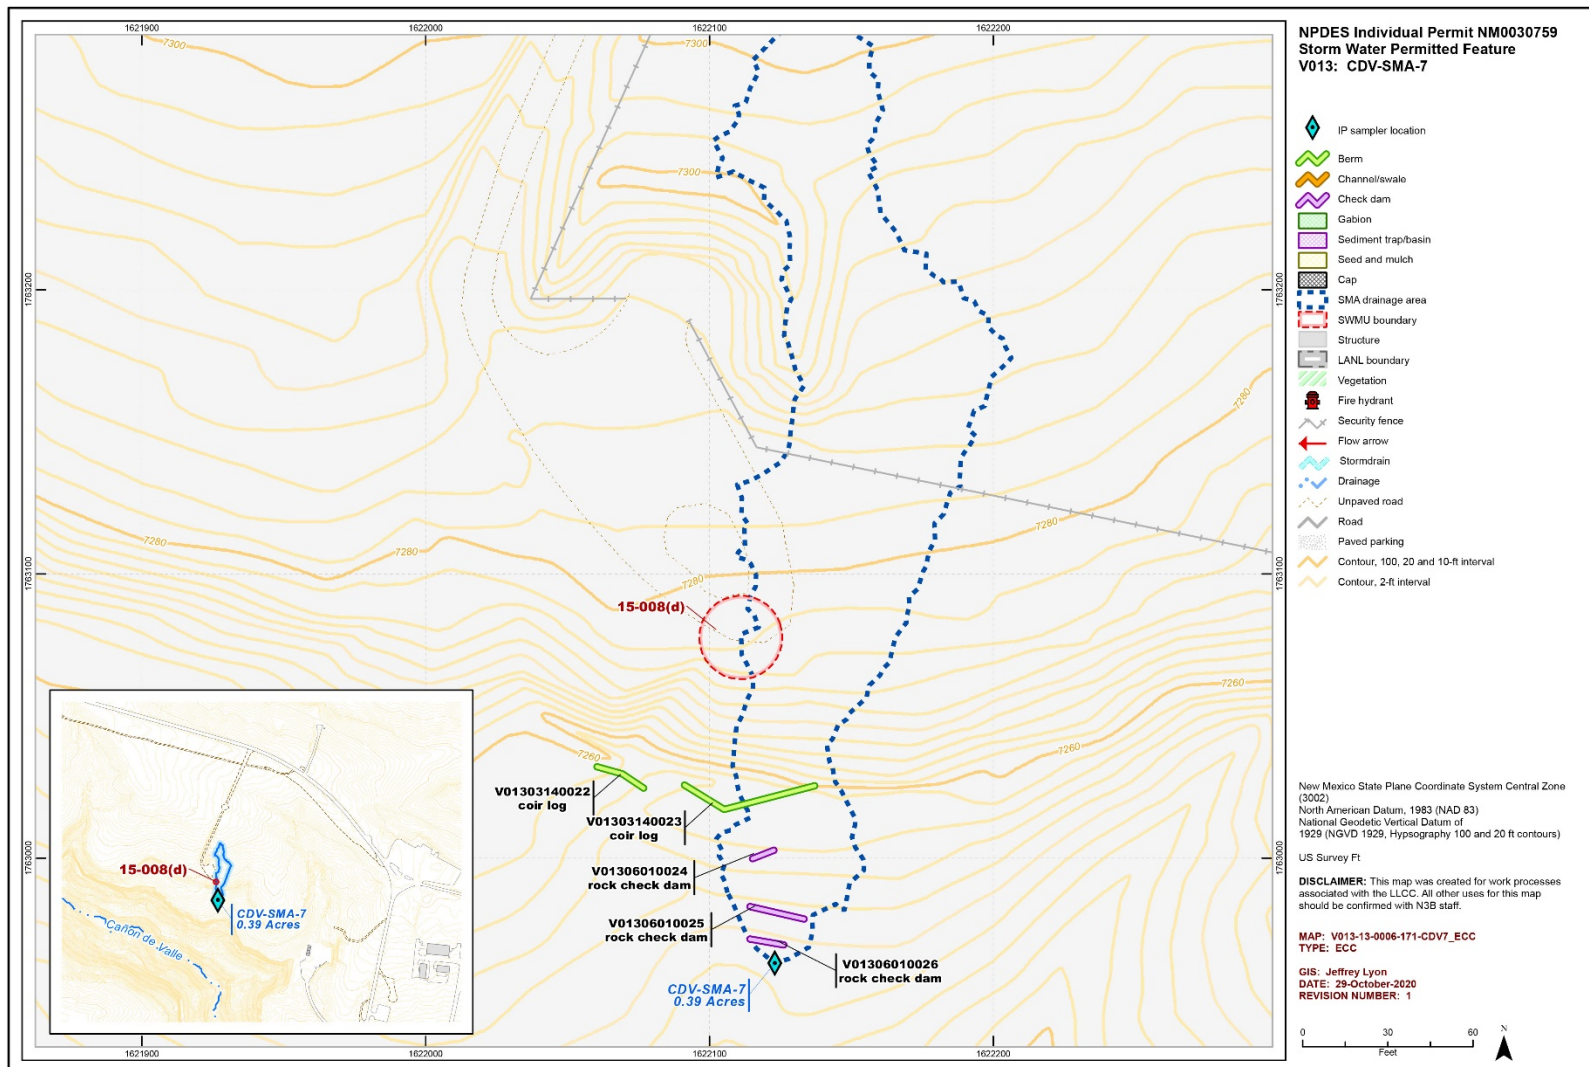 NPDES Individual Permit NM0030759
Storm Water Permitted Feature
V013: CDV-SMA-7
IP sampler location
Berm
Channel/swale
Check dam
Gabion
Sediment trap/basin
Seed and mulch
Cap
SMA drainage area
SWMU boundary
Structure
LANL boundary
Vegetation
Fire hydrant
Security fence
Flow arrow
Stormdrain
Drainage
Unpaved road
Road
Paved parking
Contour, 100, 20 and 10-ft interval
Contour, 2-ft interval
New Mexico State Plane Coordinate System Central Zone
(3002)
North American Datum, 1983 (NAD 83)
National Geodetic Vertical Datum of
1929 (NGVD 1929, Hypsography 100 and 20 ft contours)
US Survey Ft
DISCLAIMER: This map was created for work processes
associated with the LLCC. All other uses for this map
should be confirmed with N3B staff.
MAP: V013-13-0006-171-CDV7_ECC
TYPE: ECC
GIS: Jeffrey Lyon
DATE: 29-October-2020
REVISION NUMBER: 1
0 30 60
Feet
N
1621900 1622000 1622100 1622200
7300
7300
7300
1763200 1763200
7280
7280
7280
7280
7280
1763100 1763100
15-008(d)
7260
7260
7260
V01303140022
coir log
V01303140023
coir log
1763000 1763000
V01306010024
rock check dam
V01306010025
rock check dam
V01306010026
rock check dam
CDV-SMA-7
0.39 Acres
15-008(d)
CDV-SMA-7
0.39 Acres
Cañon de Valle
1621900 1622000 1622100 1622200